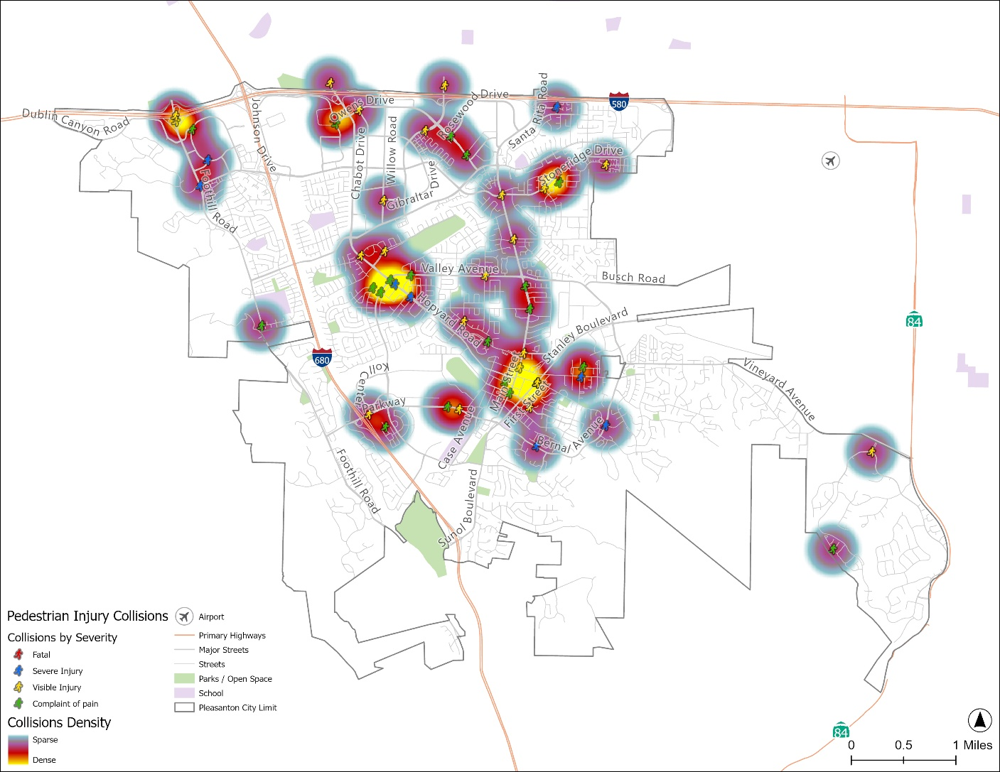 Dublin Canyon Road
Johnson Drive
Owens Drive
Rosewood Drive
Santa Rita Road
580
Chabot Drive
Willow Road
Gibraltar Drive
Stoneridge Drive
Foothill Road
Valley Avenue
Busch Road
Hopyard Road
Stanley Boulevard
84
680
Koll Center Parkway
Main Street
First Street
Vineyard Avenue
Case Avenue
Bernal Avenue
Foothill Road
Sunol Boulevard
Pedestrian Injury Collisions
Collisions by Severity
Fatal
Severe Injury
Visible Injury
Complaint of pain
Collisions Density
Sparse
Dense
Airport
Primary Highways
Major Streets
Streets
Parks / Open Space
School
Pleasanton City Limit
84
0 0.5 1 Miles